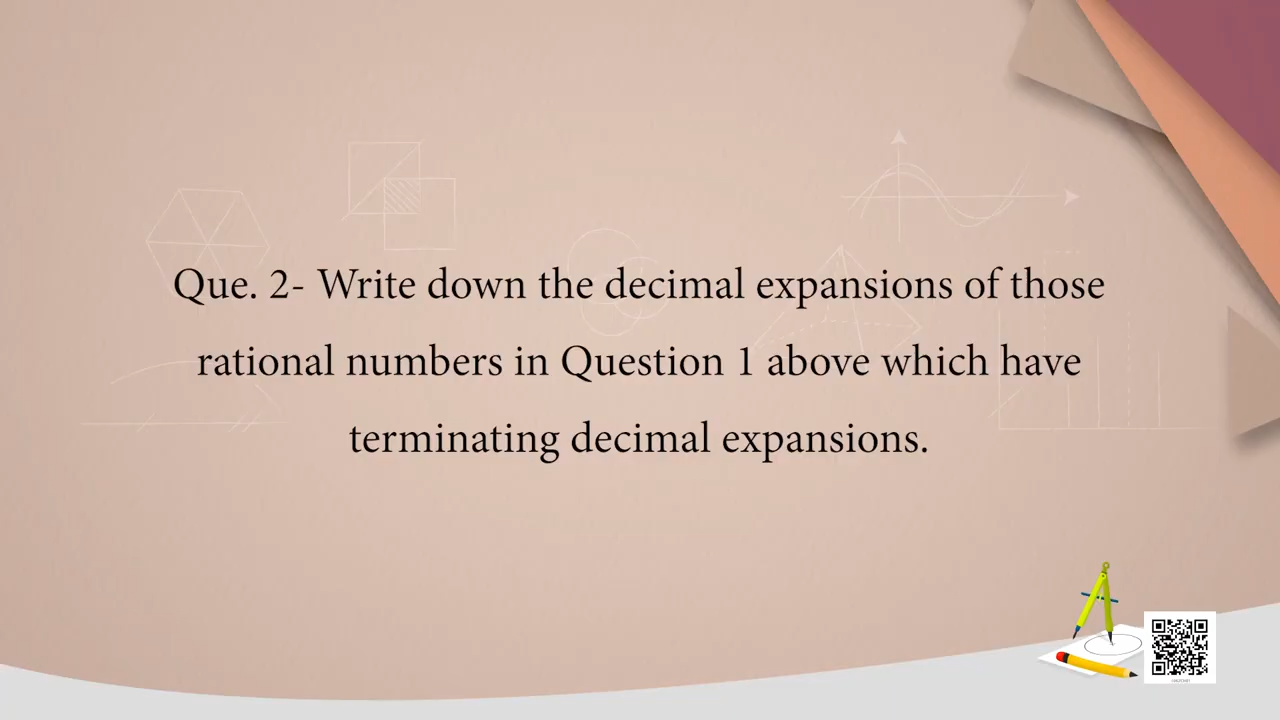 Que. 2- Write down the decimal expansions of those
rational numbers in Question 1 above which have
terminating decimal expansions.